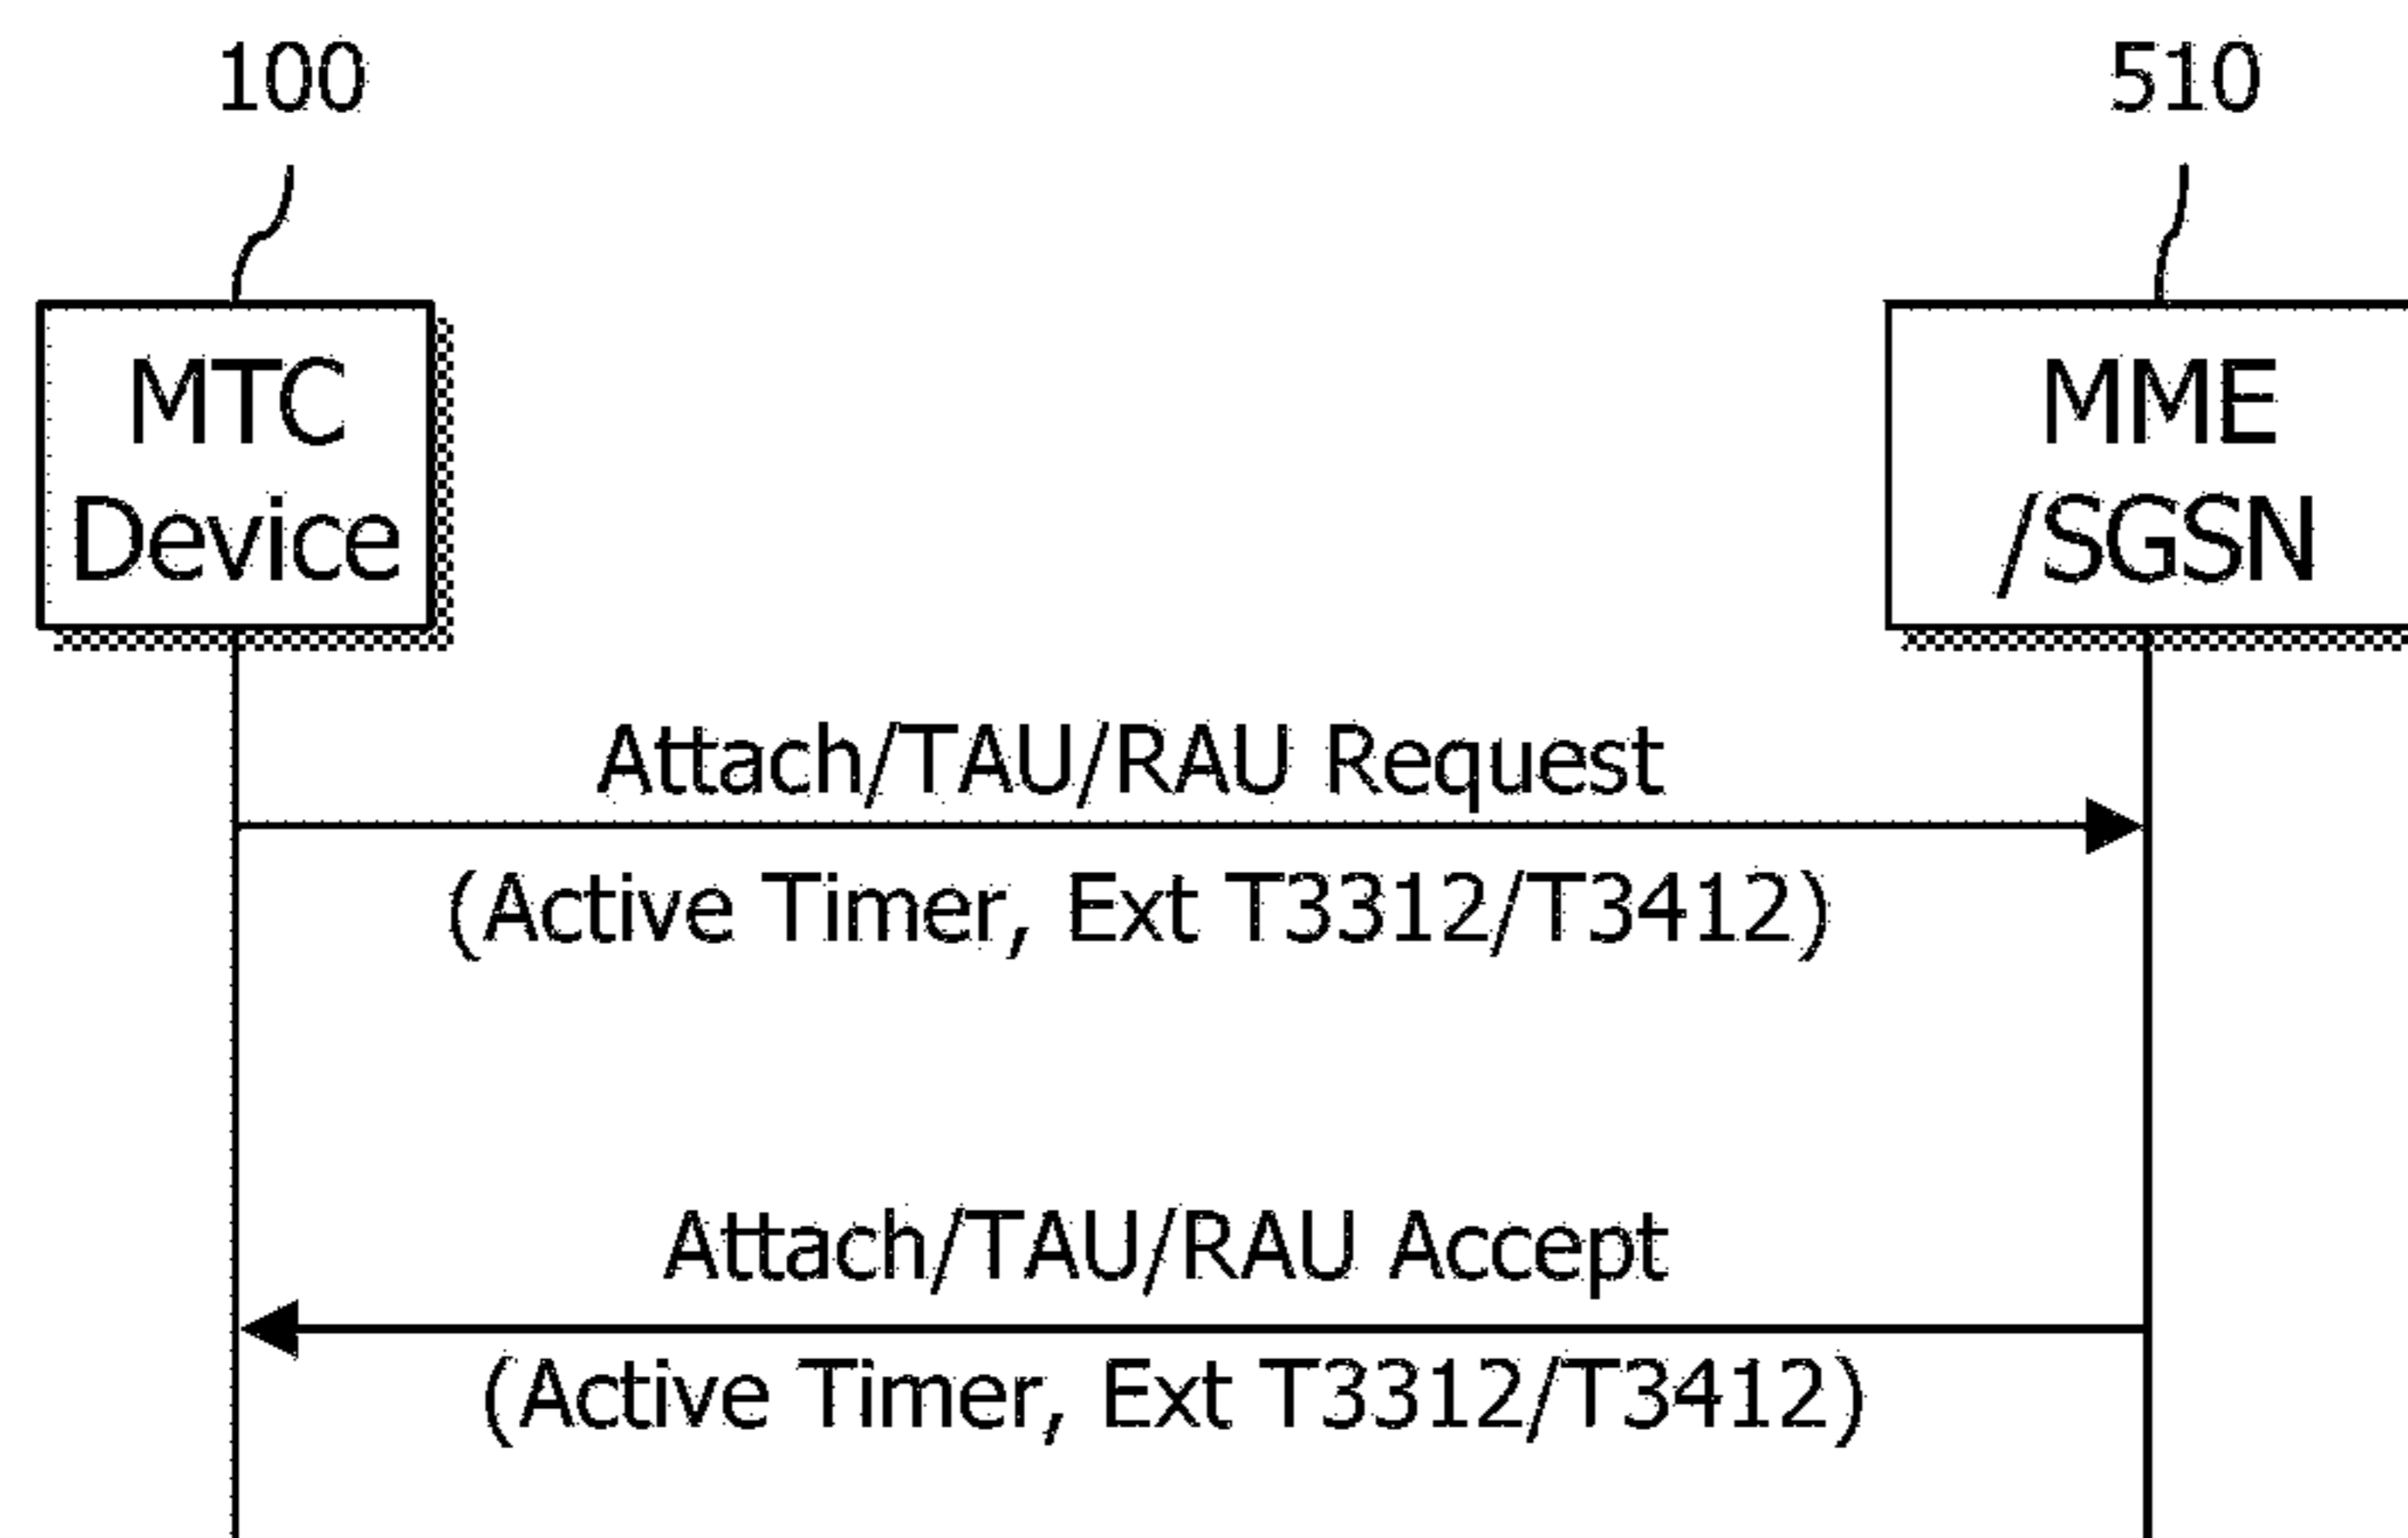 100
510
MTC
Device
MME
/SGSN
Attach/TAU/RAU Request
(Active Timer, Ext T3312/T3412)
Attach/TAU/RAU Accept
(Active Timer, Ext T3312/T3412)